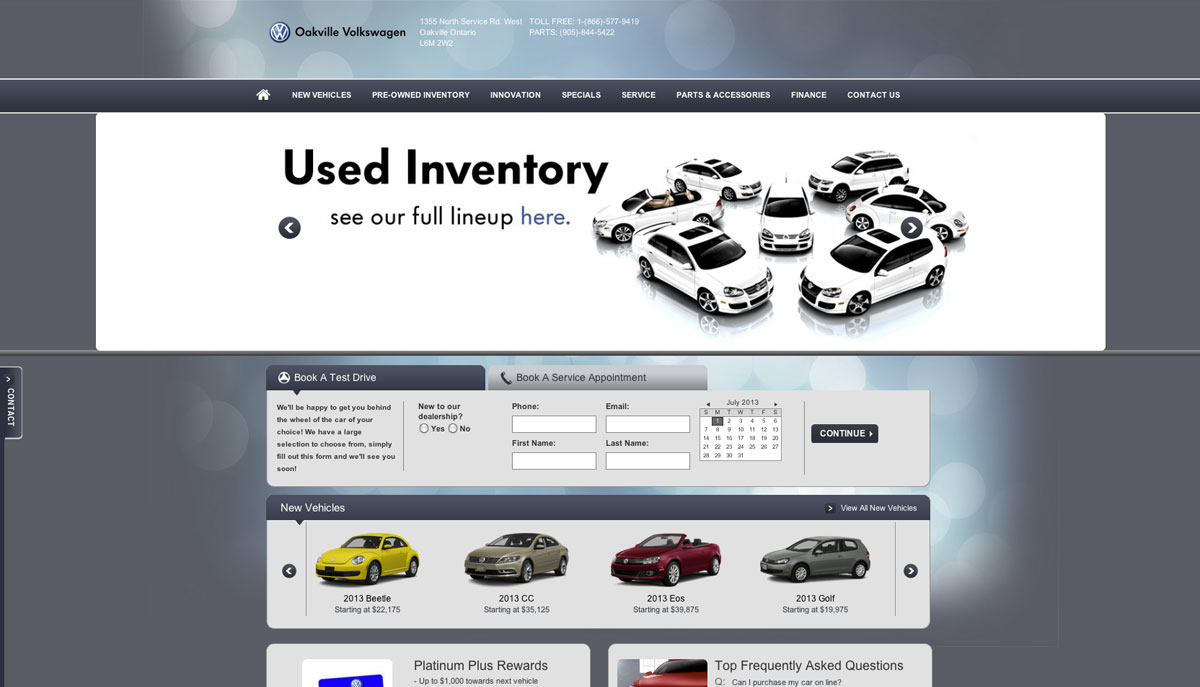 Oakville Volkswagen
1355 North Service Rd. West
Oakville Ontario
L6M 2W2
TOLL FREE: 1-(866)-577-9419
PARTS: (905)-844-5422
NEW VEHICLES PRE-OWNED INVENTORY INNOVATION SPECIALS SERVICE PARTS & ACCESSORIES FINANCE CONTACT US
Used Inventory
see our full lineup here.
> CONTACT
Book A Test Drive
Book A Service Appointment
We'll be happy to get you behind
the wheel of the car of your
choice! We have a large
selection to choose from, simply
fill out this form and we'll see you
soon!
New to our
dealership?
Yes No
Phone:
Email:
First Name:
Last Name:
July 2013
S M T W T F S
1 2 3 4 5 6
7 8 9 10 11 12 13
14 15 16 17 18 19 20
21 22 23 24 25 26 27
28 29 30 31
CONTINUE
New Vehicles
> View All New Vehicles
2013 Beetle
Starting at $22,175
2013 CC
Starting at $35,125
2013 Eos
Starting at $39,875
2013 Golf
Starting at $19,975
Platinum Plus Rewards
- Up to $1,000 towards next vehicle
Top Frequently Asked Questions
Q: Can I purchase my car on line?